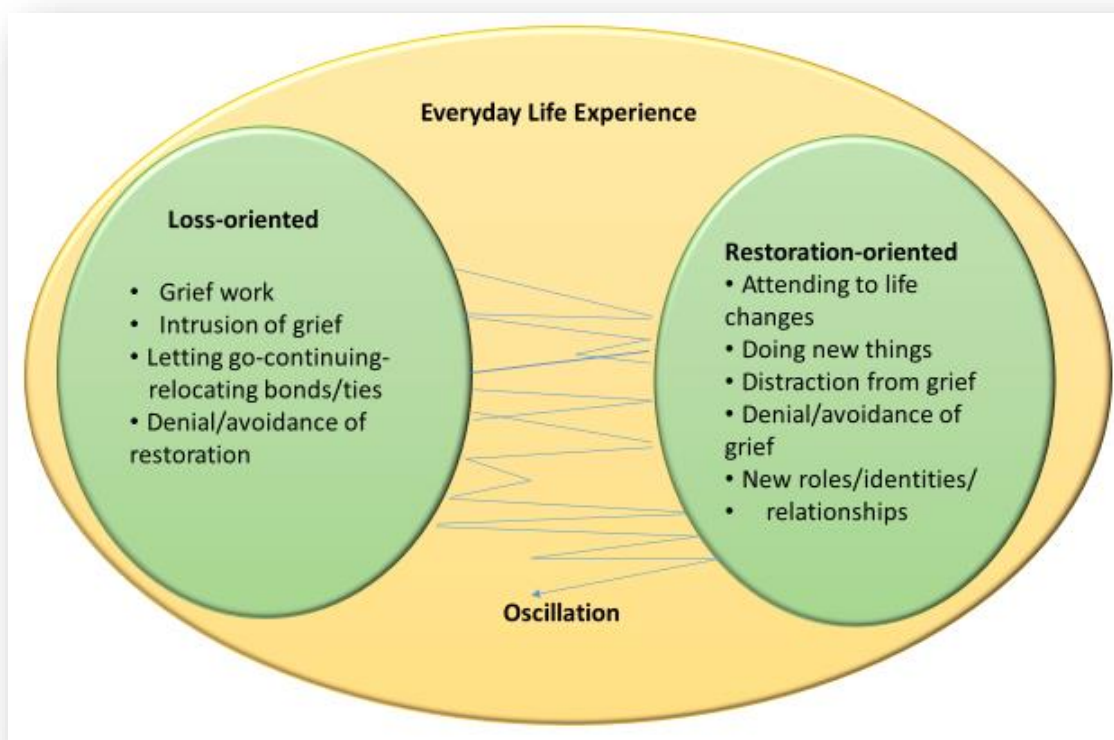 Everyday Life Experience
Loss-oriented
• Grief work
• Intrusion of grief
• Letting go-continuing-
relocating bonds/ties
• Denial/avoidance of
restoration
Restoration-oriented
• Attending to life
changes
• Doing new things
• Distraction from grief
• Denial/avoidance of
grief
• New roles/identities/
• relationships
Oscillation